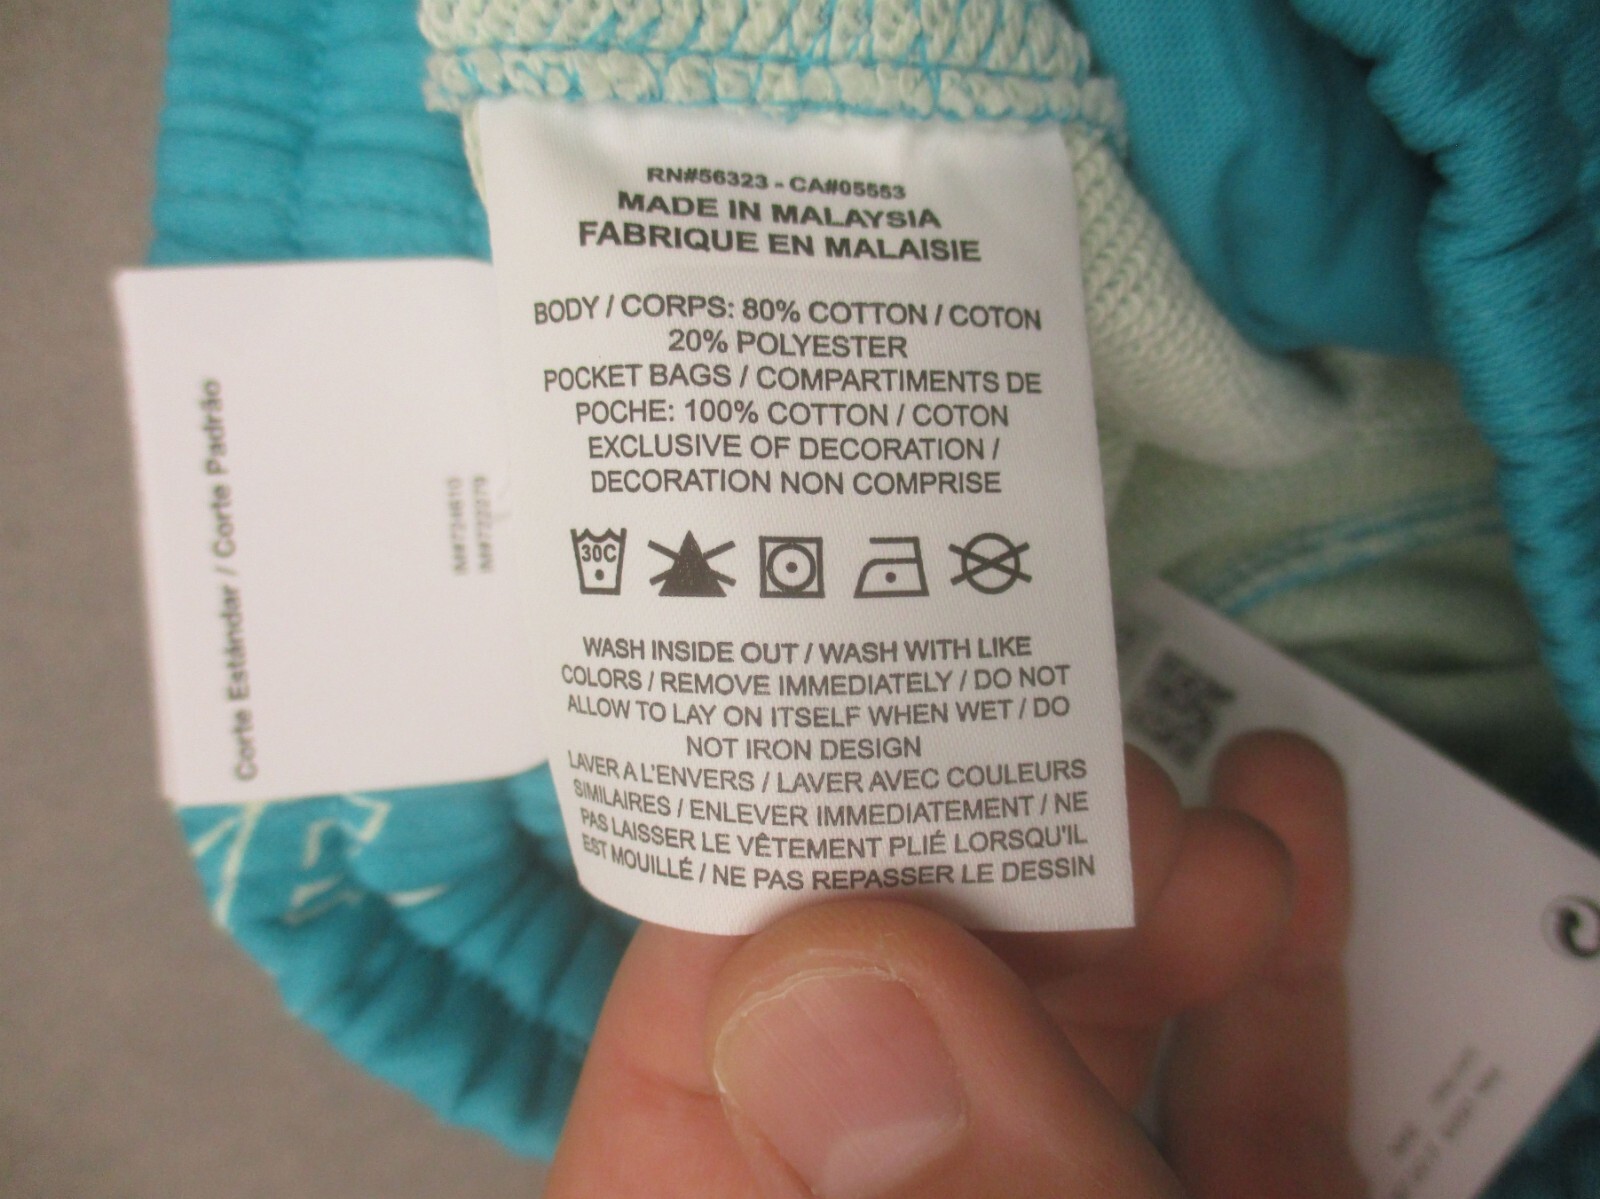 RN#56323 - CA#05553
MADE IN MALAYSIA
FABRIQUE EN MALAISIE
BODY / CORPS: 80% COTTON / COTON
20% POLYESTER
POCKET BAGS / COMPARTIMENTS DE
POCHE: 100% COTTON / COTON
EXCLUSIVE OF DECORATION /
DECORATION NON COMPRISE
30C
WASH INSIDE OUT / WASH WITH LIKE
COLORS / REMOVE IMMEDIATELY / DO NOT
ALLOW TO LAY ON ITSELF WHEN WET / DO
NOT IRON DESIGN
LAVER A L'ENVERS / LAVER AVEC COULEURS
SIMILAIRES / ENLEVER IMMEDIATEMENT / NE
PAS LAISSER LE VÊTEMENT PLIÉ LORSQU'IL
EST MOUILLÉ / NE PAS REPASSER LE DESSIN
Corte Estándar / Corte Padrão